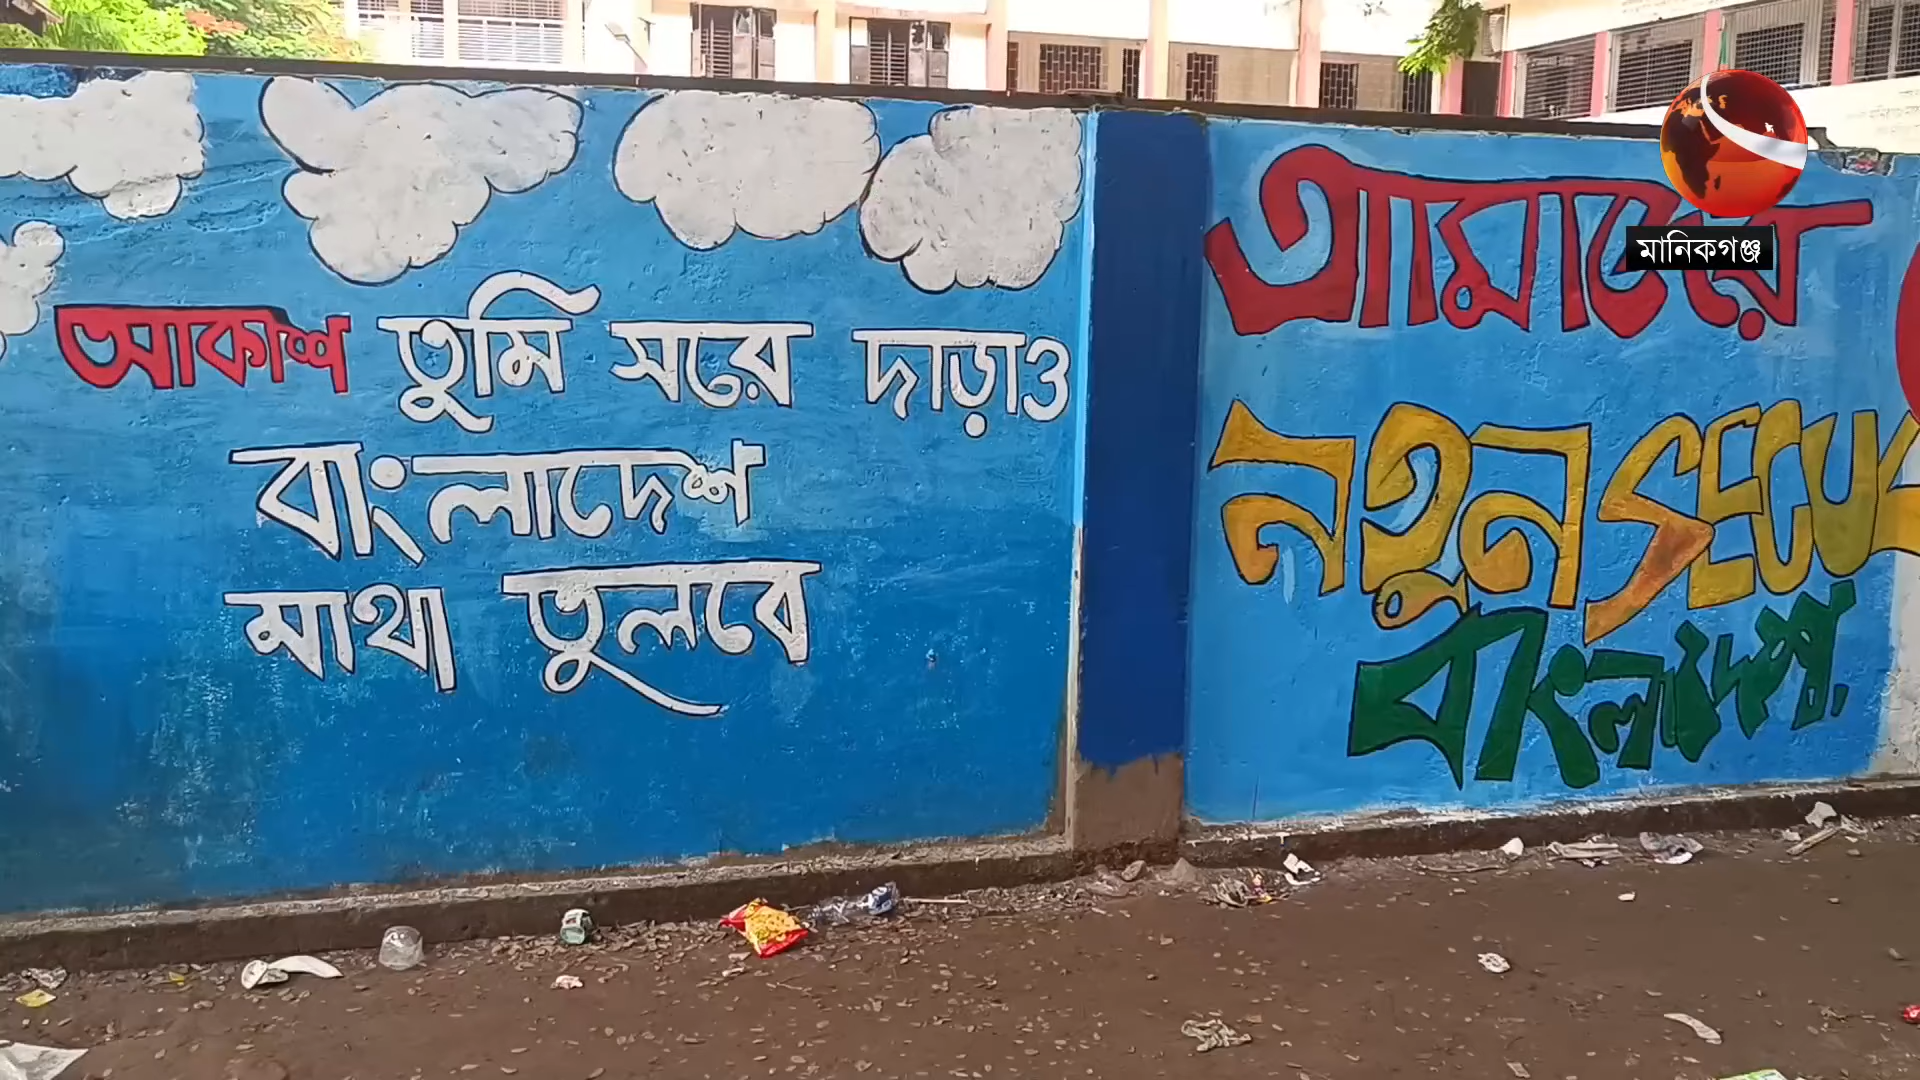 আকাশ তুমি সরে দাড়াও
বাংলাদেশ
মাথা তুলবে
আমাদের
নতুন SECU
বাংলাদেশ,
মানিকগঞ্জ